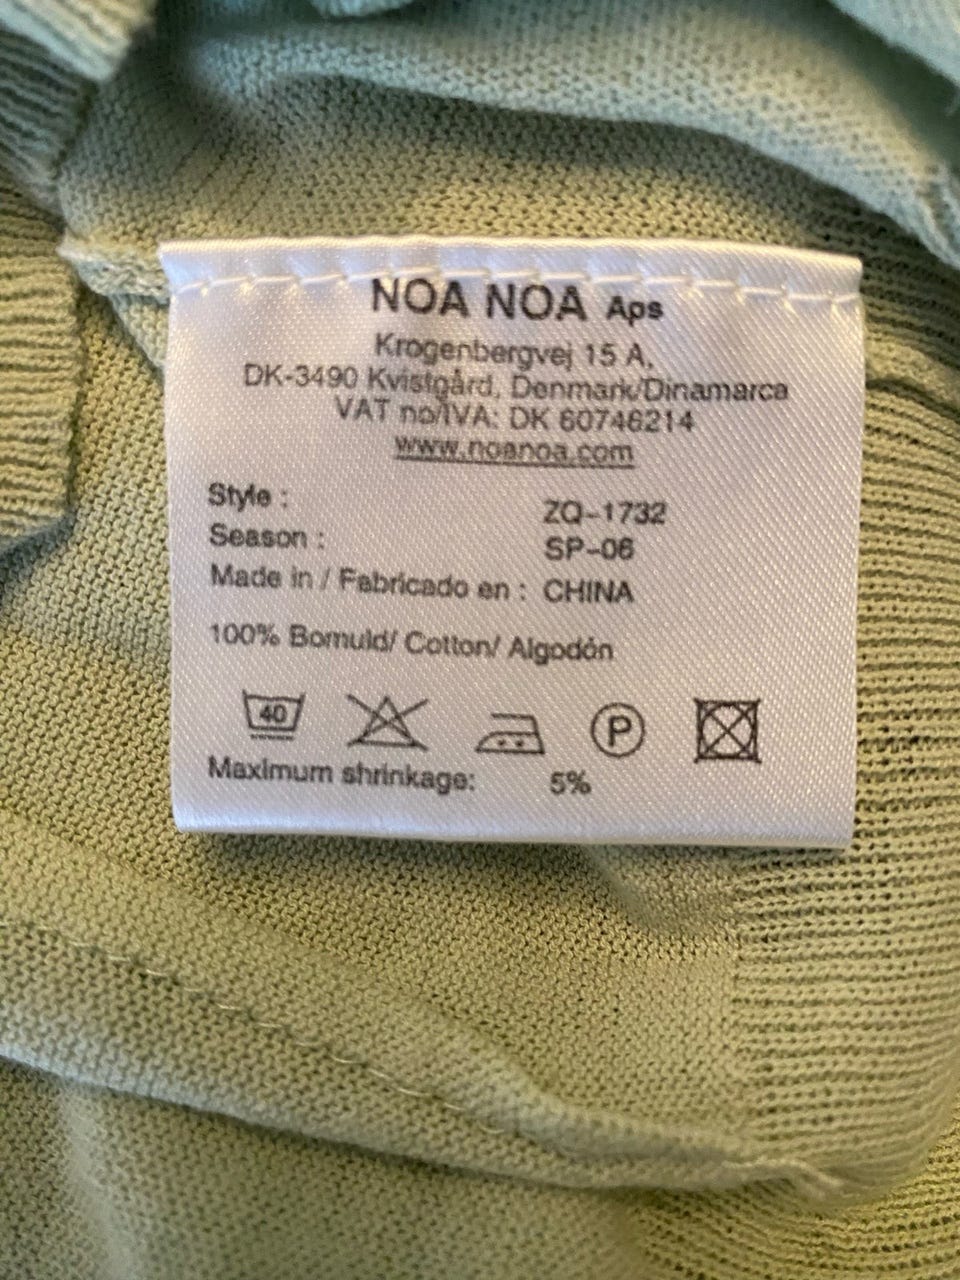 NOA NOA Aps
Krogenbergvej 15 A,
DK-3490 Kvistgård, Denmark/Dinamarca
VAT no/IVA: DK 60746214
www.noanoa.com
Style : ZQ-1732
Season : SP-06
Made in / Fabricado en : CHINA
100% Bomuld/ Cotton/ Algodón
40 P
Maximum shrinkage: 5%